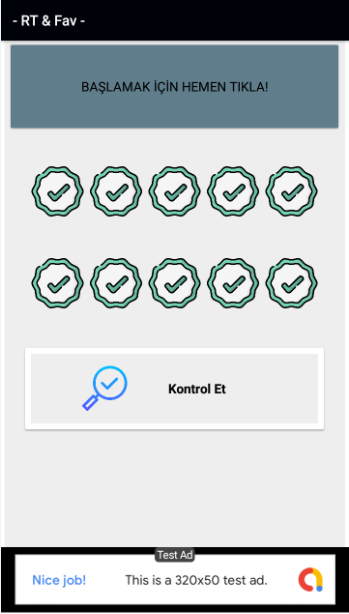 - RT & Fav -
BAŞLAMAK İÇİN HEMEN TIKLA!
Kontrol Et
Test Ad
Nice job! This is a 320x50 test ad.